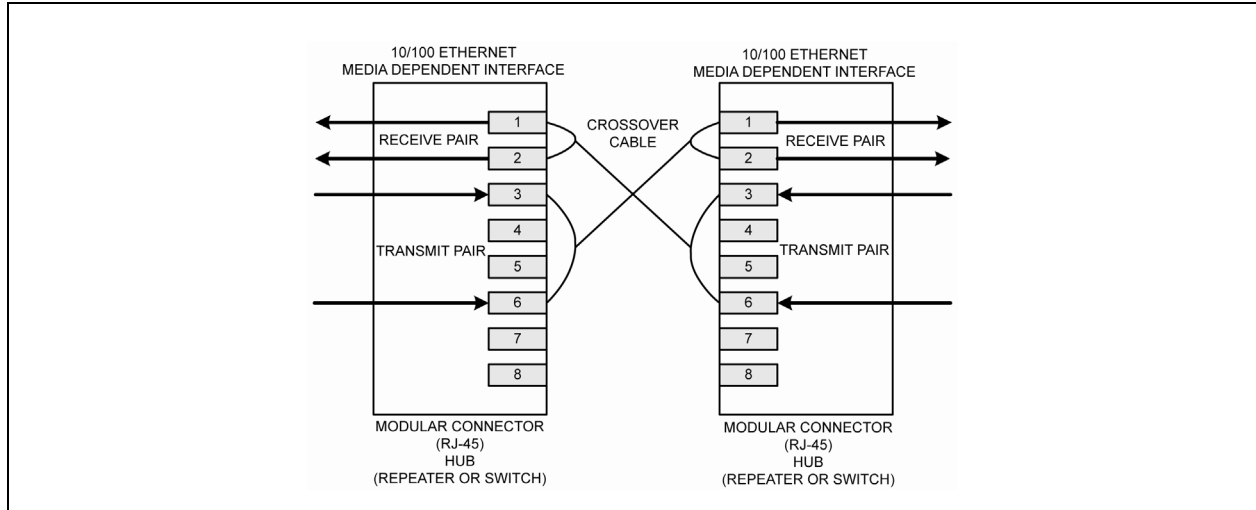 10/100 ETHERNET
MEDIA DEPENDENT INTERFACE
1
RECEIVE PAIR
2
3
4
TRANSMIT PAIR
5
6
7
8
MODULAR CONNECTOR
(RJ-45)
HUB
(REPEATER OR SWITCH)
CROSSOVER
CABLE
10/100 ETHERNET
MEDIA DEPENDENT INTERFACE
1
RECEIVE PAIR
2
3
4
TRANSMIT PAIR
5
6
7
8
MODULAR CONNECTOR
(RJ-45)
HUB
(REPEATER OR SWITCH)